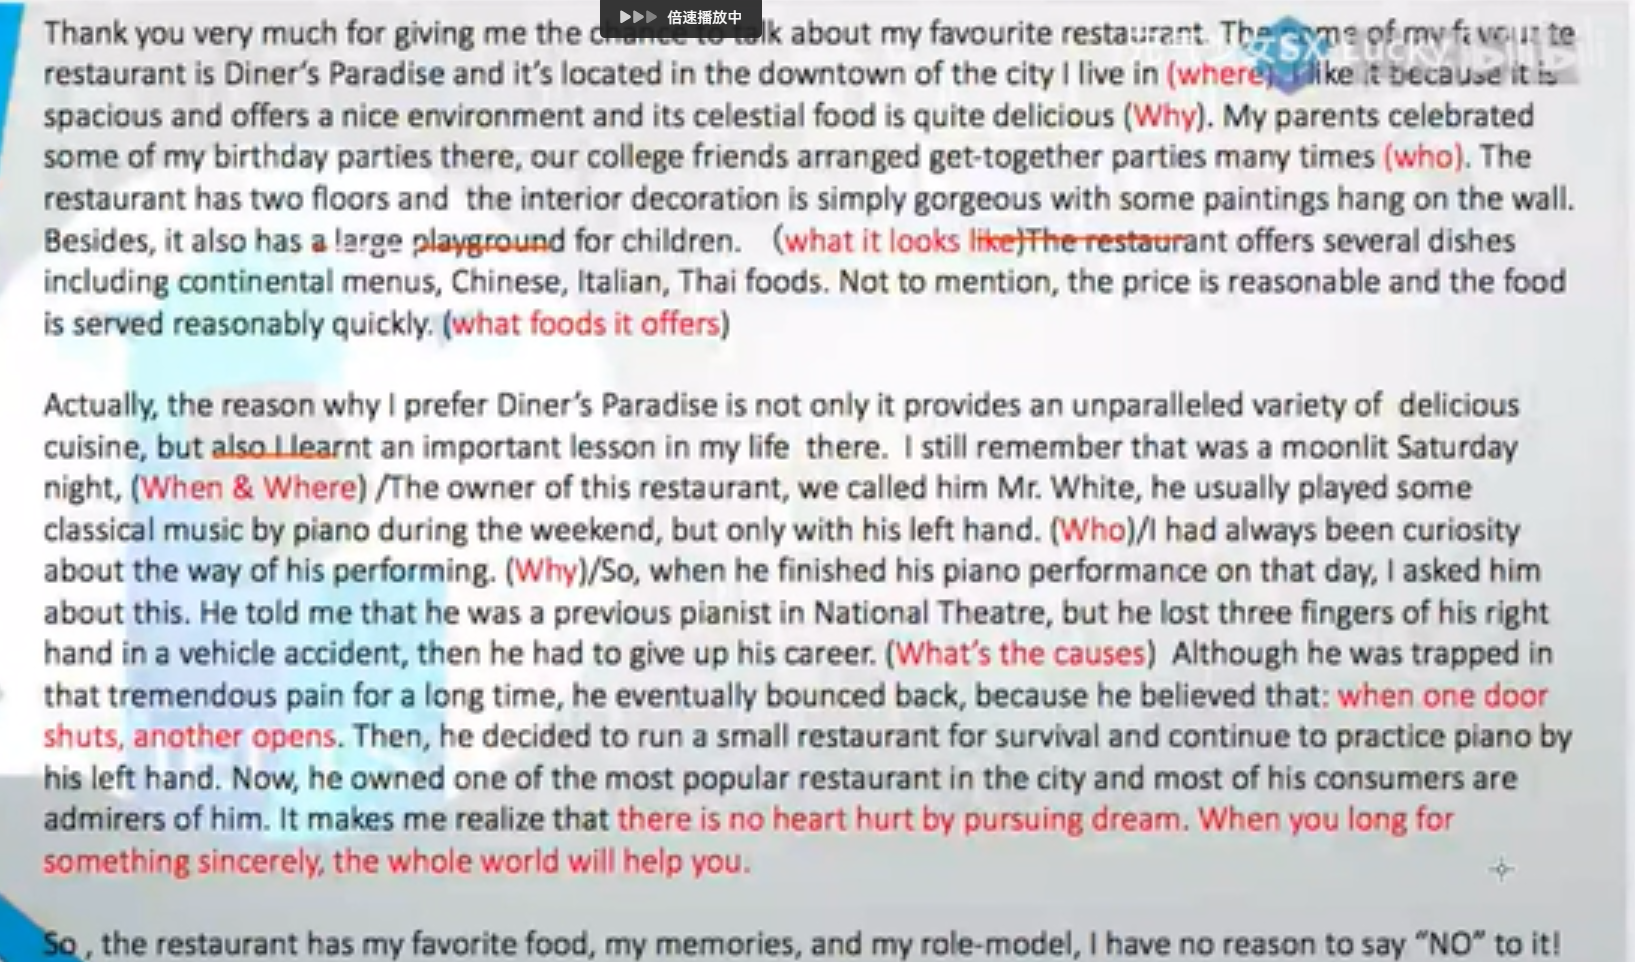 ▶▶▶ 倍速播放中
Thank you very much for giving me the chance to talk about my favourite restaurant. The name of my favourite
restaurant is Diner's Paradise and it's located in the downtown of the city I live in (where). I like it because it is
spacious and offers a nice environment and its celestial food is quite delicious (Why). My parents celebrated
some of my birthday parties there, our college friends arranged get-together parties many times (who). The
restaurant has two floors and the interior decoration is simply gorgeous with some paintings hang on the wall.
Besides, it also has a large playground for children. (what it looks like)The restaurant offers several dishes
including continental menus, Chinese, Italian, Thai foods. Not to mention, the price is reasonable and the food
is served reasonably quickly. (what foods it offers)
Actually, the reason why I prefer Diner's Paradise is not only it provides an unparalleled variety of delicious
cuisine, but also I learnt an important lesson in my life there. I still remember that was a moonlit Saturday
night, (When & Where) /The owner of this restaurant, we called him Mr. White, he usually played some
classical music by piano during the weekend, but only with his left hand. (Who)/I had always been curiosity
about the way of his performing. (Why)/So, when he finished his piano performance on that day, I asked him
about this. He told me that he was a previous pianist in National Theatre, but he lost three fingers of his right
hand in a vehicle accident, then he had to give up his career. (What's the causes) Although he was trapped in
that tremendous pain for a long time, he eventually bounced back, because he believed that: when one door
shuts, another opens. Then, he decided to run a small restaurant for survival and continue to practice piano by
his left hand. Now, he owned one of the most popular restaurant in the city and most of his consumers are
admirers of him. It makes me realize that there is no heart hurt by pursuing dream. When you long for
something sincerely, the whole world will help you.
So , the restaurant has my favorite food, my memories, and my role-model, I have no reason to say "NO" to it!